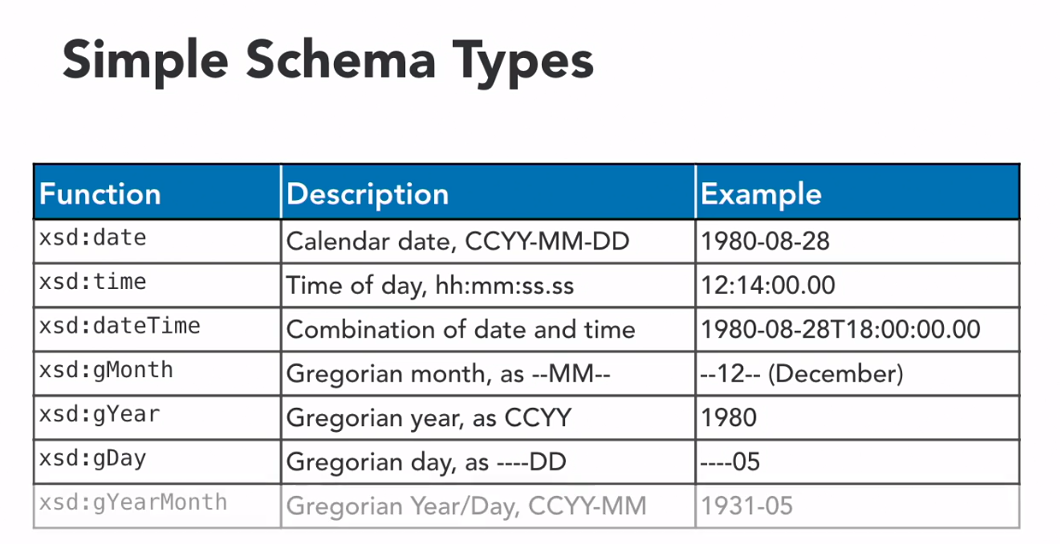 Simple Schema Types
Function Description Example
xsd:date Calendar date, CCYY-MM-DD 1980-08-28
xsd:time Time of day, hh:mm:ss.ss 12:14:00.00
xsd:dateTime Combination of date and time 1980-08-28T18:00:00.00
xsd:gMonth Gregorian month, as --MM-- --12-- (December)
xsd:gYear Gregorian year, as CCYY 1980
xsd:gDay Gregorian day, as ----DD ----05
xsd:gYearMonth Gregorian Year/Day, CCYY-MM 1931-05